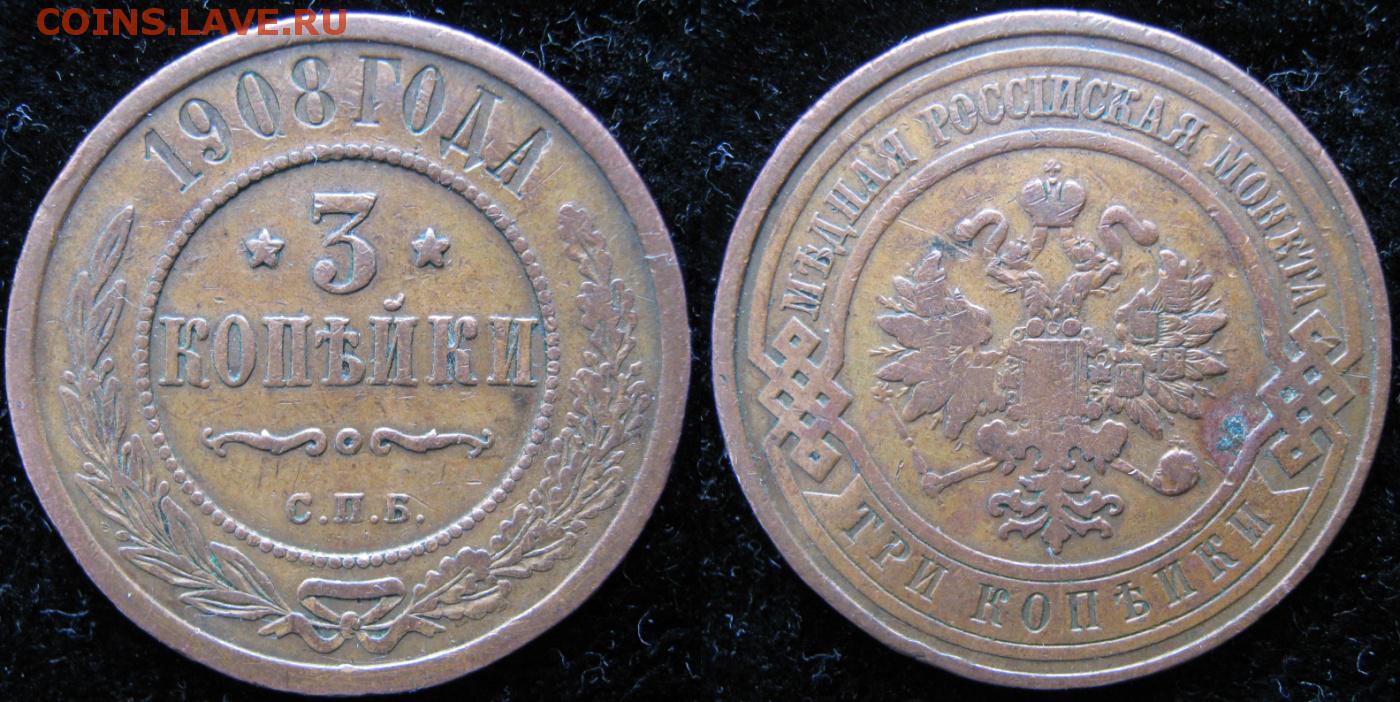 COINS.LAVE.RU
1908 ГОДА
3
КОПѢЙКИ
С.П.Б.
МѢДНАЯ РОССІЙСКАЯ МОНЕТА
ТРИ КОПѢЙКИ